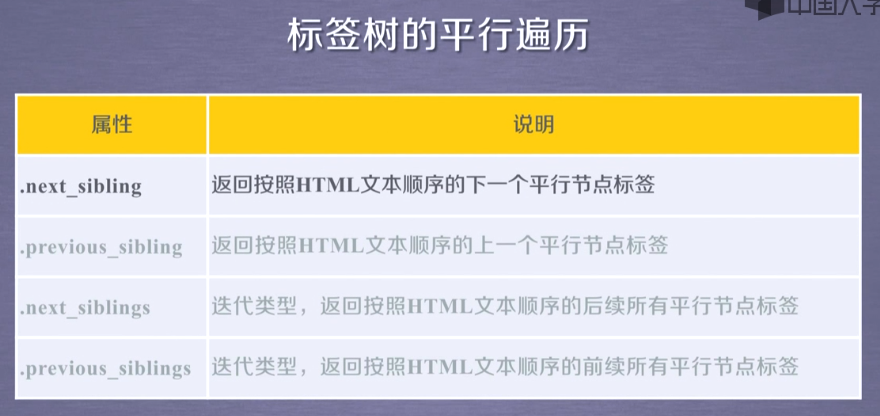 中国大学
标签树的平行遍历
属性 说明
.next_sibling 返回按照HTML文本顺序的下一个平行节点标签
.previous_sibling 返回按照HTML文本顺序的上一个平行节点标签
.next_siblings 迭代类型，返回按照HTML文本顺序的后续所有平行节点标签
.previous_siblings 迭代类型，返回按照HTML文本顺序的前续所有平行节点标签